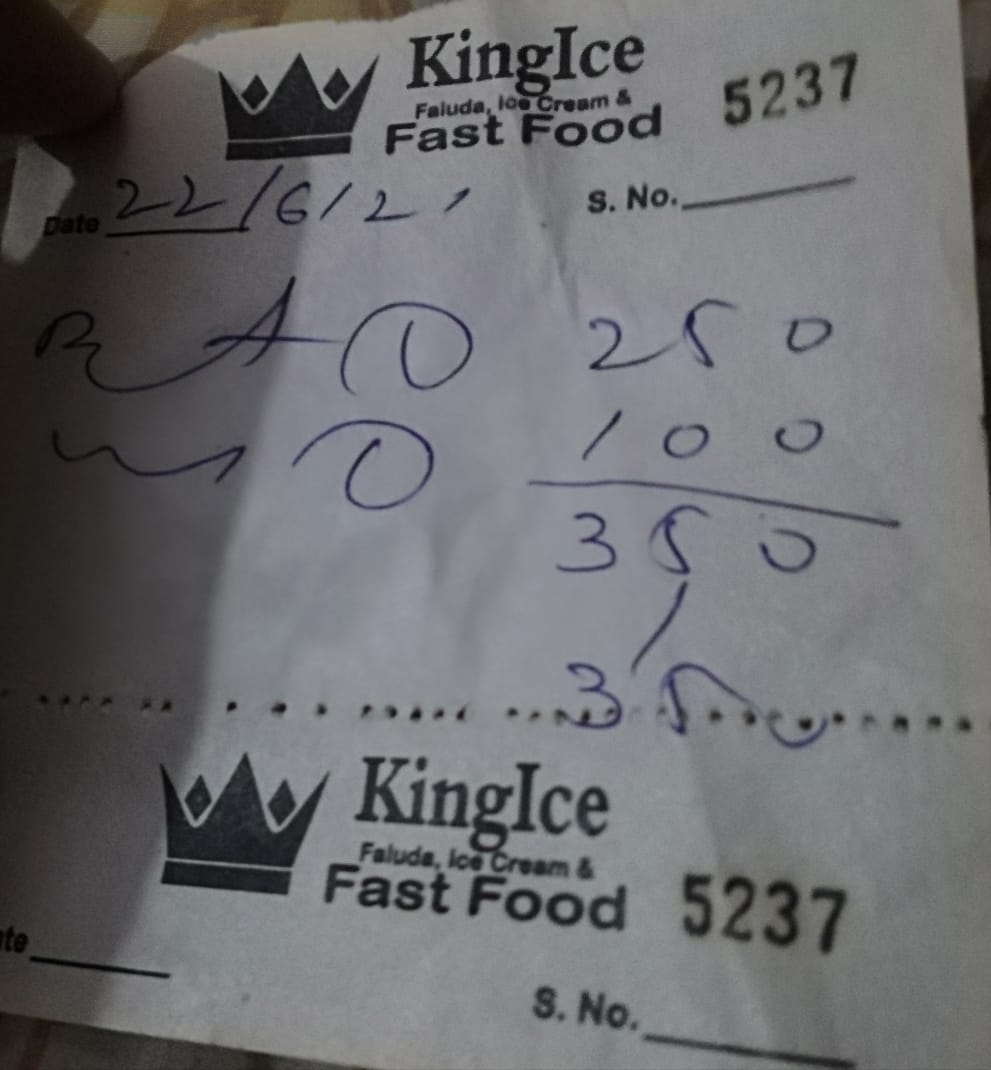 KingIce
Faluda, Ice Cream &
Fast Food
5237
Date 22/6/21
S. No.
250
100
350
350
KingIce
Faluda, Ice Cream &
Fast Food
5237
S. No.